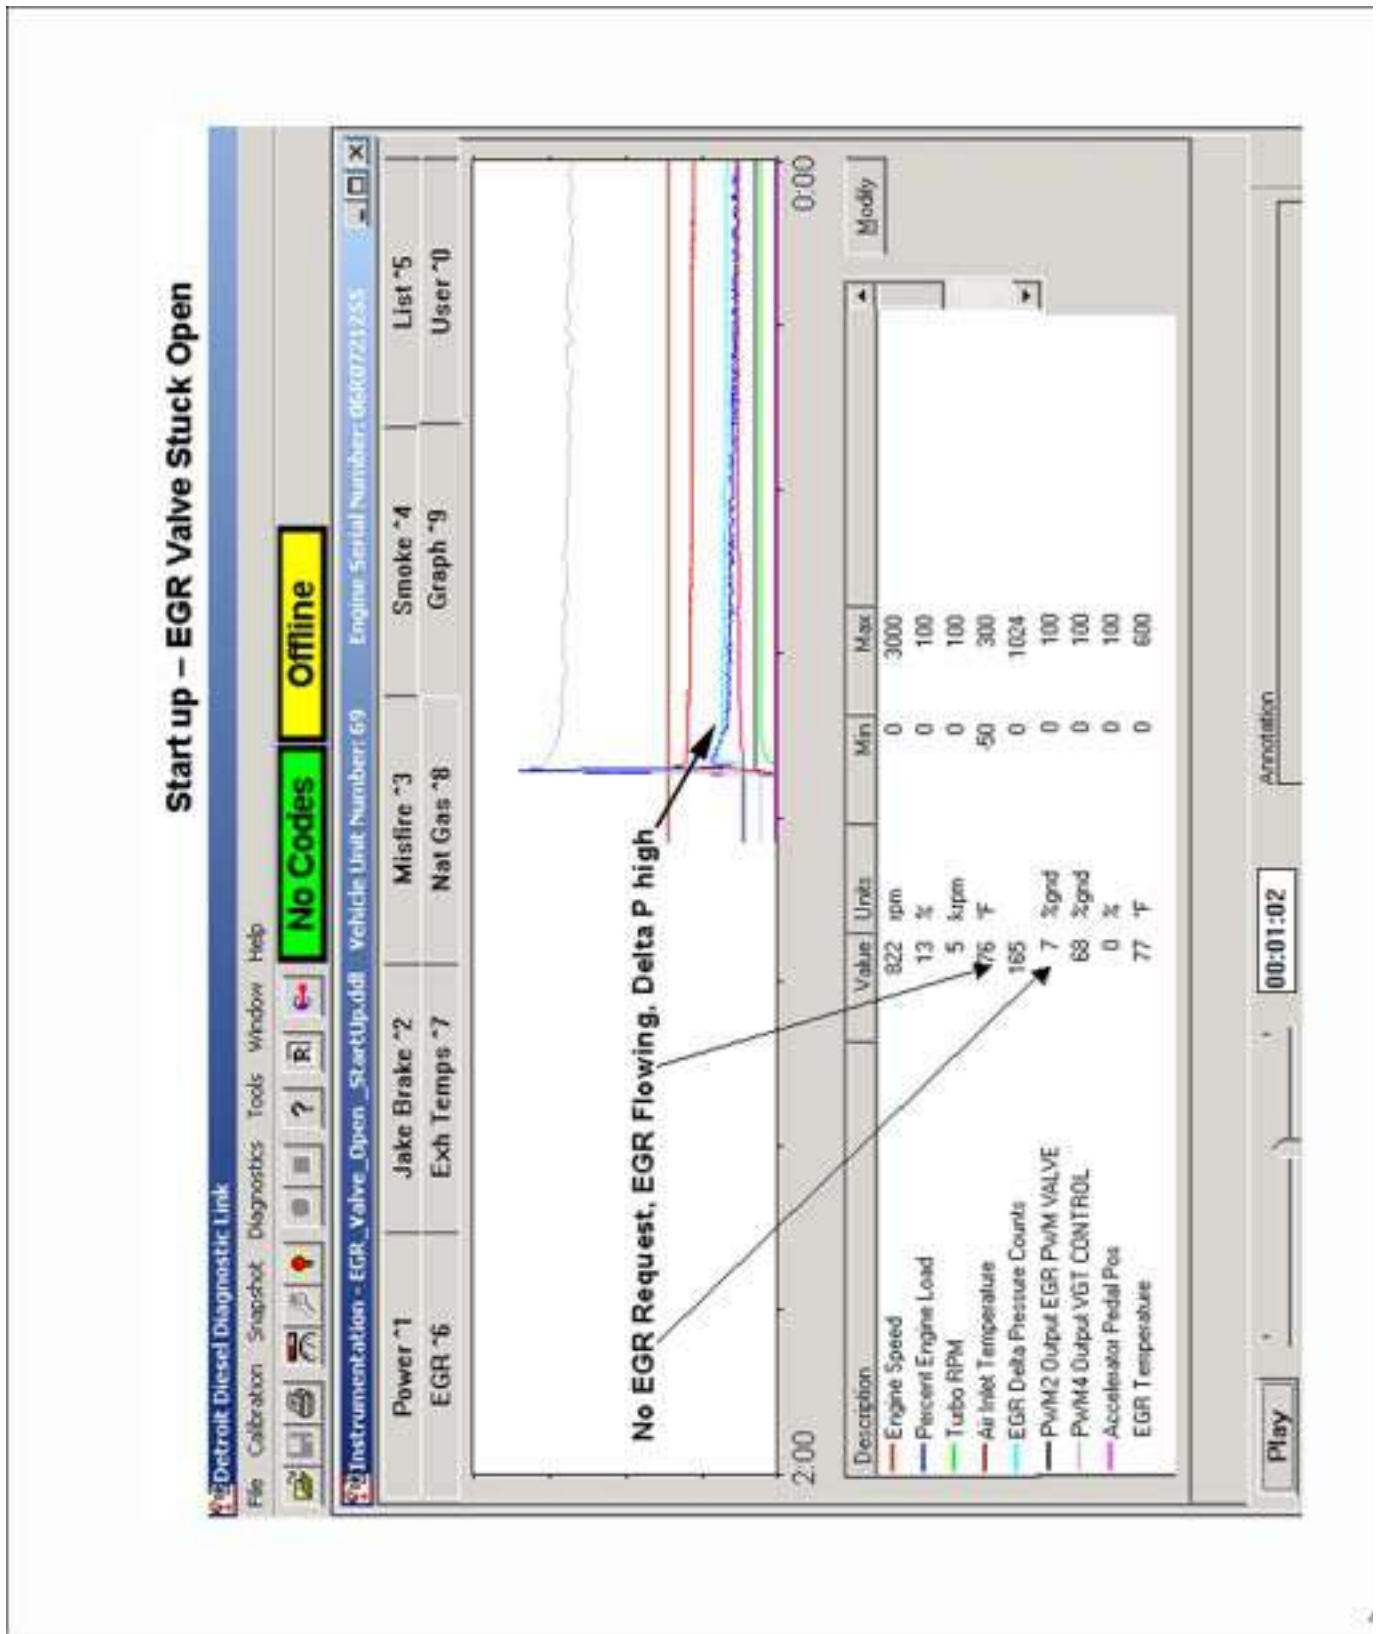 Start up – EGR Valve Stuck Open
Detroit Diesel Diagnostic Link
File Calibration Snapshot Diagnostics Tools Window Help
? R
No Codes Offline
Instrumentation - EGR_Valve_Open _StartUp.ddl Vehicle Unit Number: 69 Engine Serial Number: 06R0721255
Power ^1 Jake Brake ^2 Misfire ^3 Smoke ^4 List ^5
EGR ^6 Exh Temps ^7 Nat Gas ^8 Graph ^9 User ^0
No EGR Request, EGR Flowing, Delta P high
2:00 0:00
Description Value Units Min Max
Modify
Engine Speed 822 rpm 0 3000
Percent Engine Load 13 % 0 100
Turbo RPM 5 krpm 0 100
Air Inlet Temperature 76 °F -50 300
EGR Delta Pressure Counts 165 0 1024
PWM2 Output EGR PWM VALVE 7 %gnd 0 100
PWM4 Output VGT CONTROL 68 %gnd 0 100
Accelerator Pedal Pos 0 % 0 100
EGR Temperature 77 °F 0 600
Annotation
Play 00:01:02